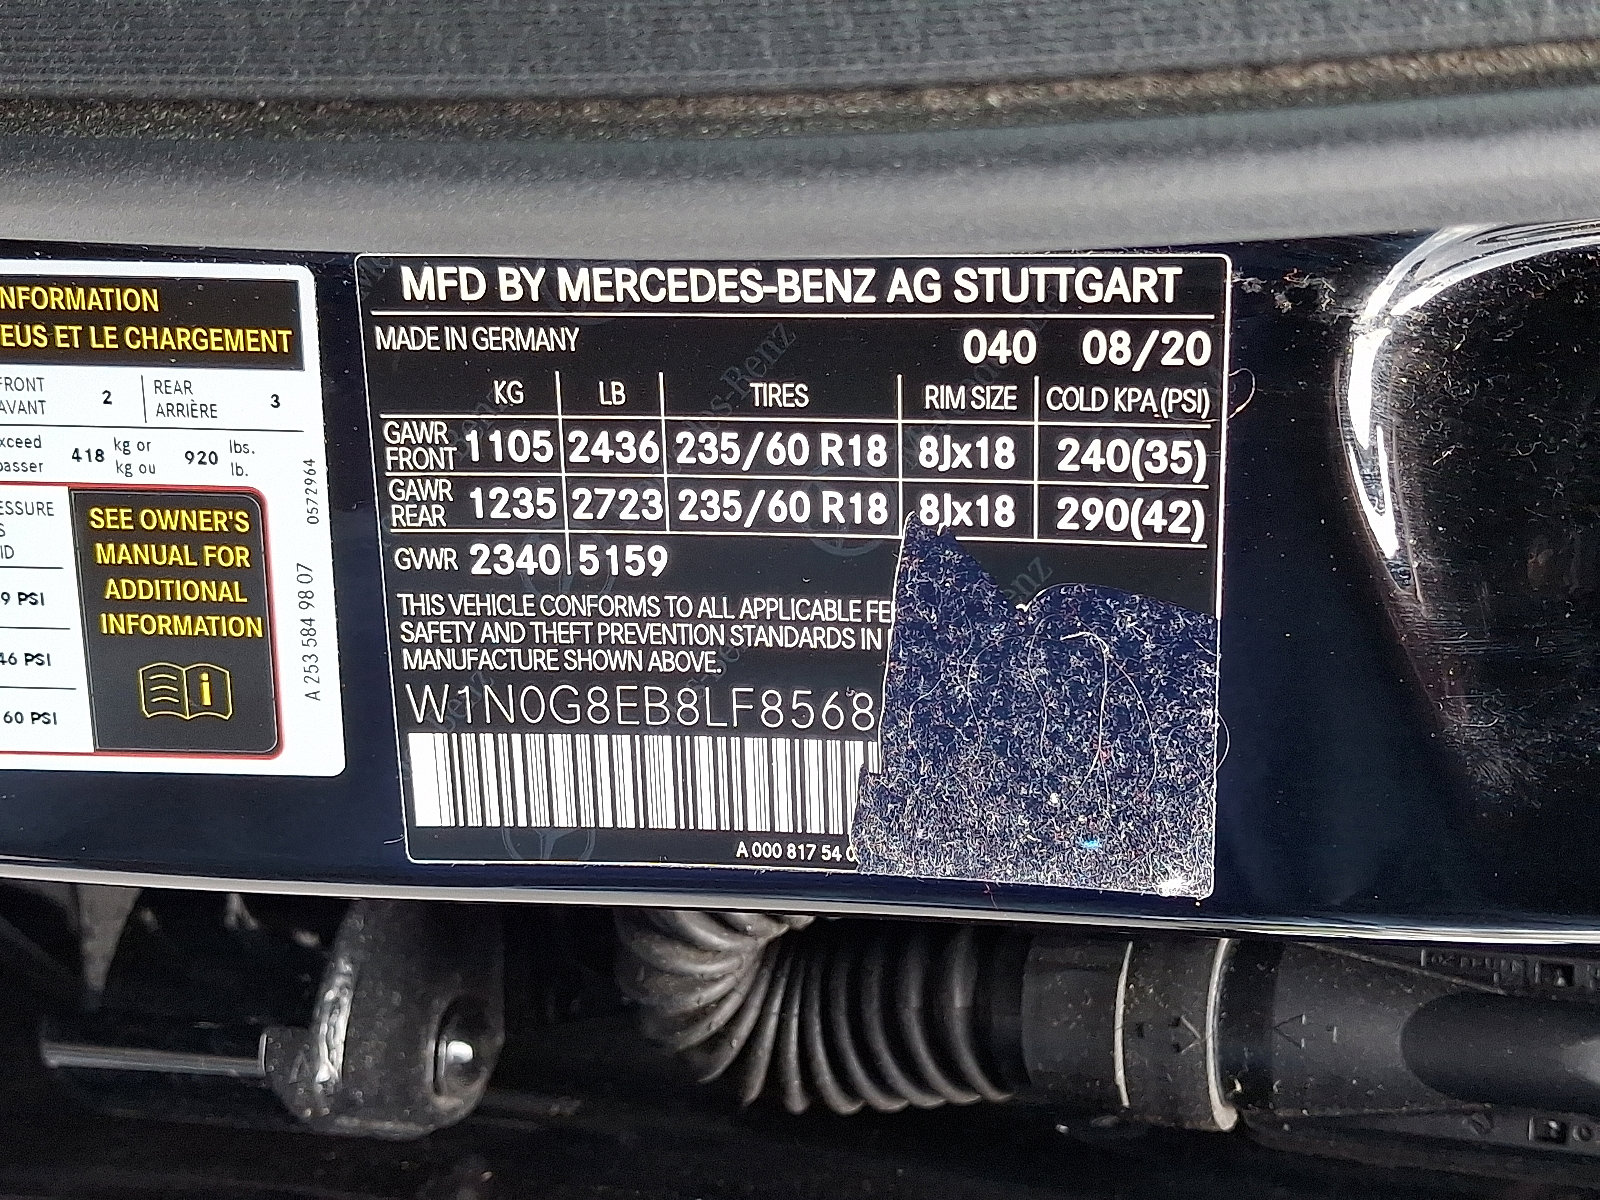 NFORMATION
EUS ET LE CHARGEMENT
FRONT
AVANT
2
REAR
ARRIÈRE
3
xceed
passer
418
kg or
kg ou
920
lbs.
lb.
ESSURE
S
ID
9 PSI
46 PSI
60 PSI
SEE OWNER'S
MANUAL FOR
ADDITIONAL
INFORMATION
i
0572964
A 253 584 98 07
MFD BY MERCEDES-BENZ AG STUTTGART
MADE IN GERMANY 040 08/20
KG LB TIRES RIM SIZE COLD KPA(PSI)
GAWR
FRONT 1105 2436 235/60 R18 8Jx18 240(35)
GAWR
REAR 1235 2723 235/60 R18 8Jx18 290(42)
GVWR 2340 5159
THIS VEHICLE CONFORMS TO ALL APPLICABLE FE
SAFETY AND THEFT PREVENTION STANDARDS IN
MANUFACTURE SHOWN ABOVE.
W1N0G8EB8LF8568
A 000 817 54 0